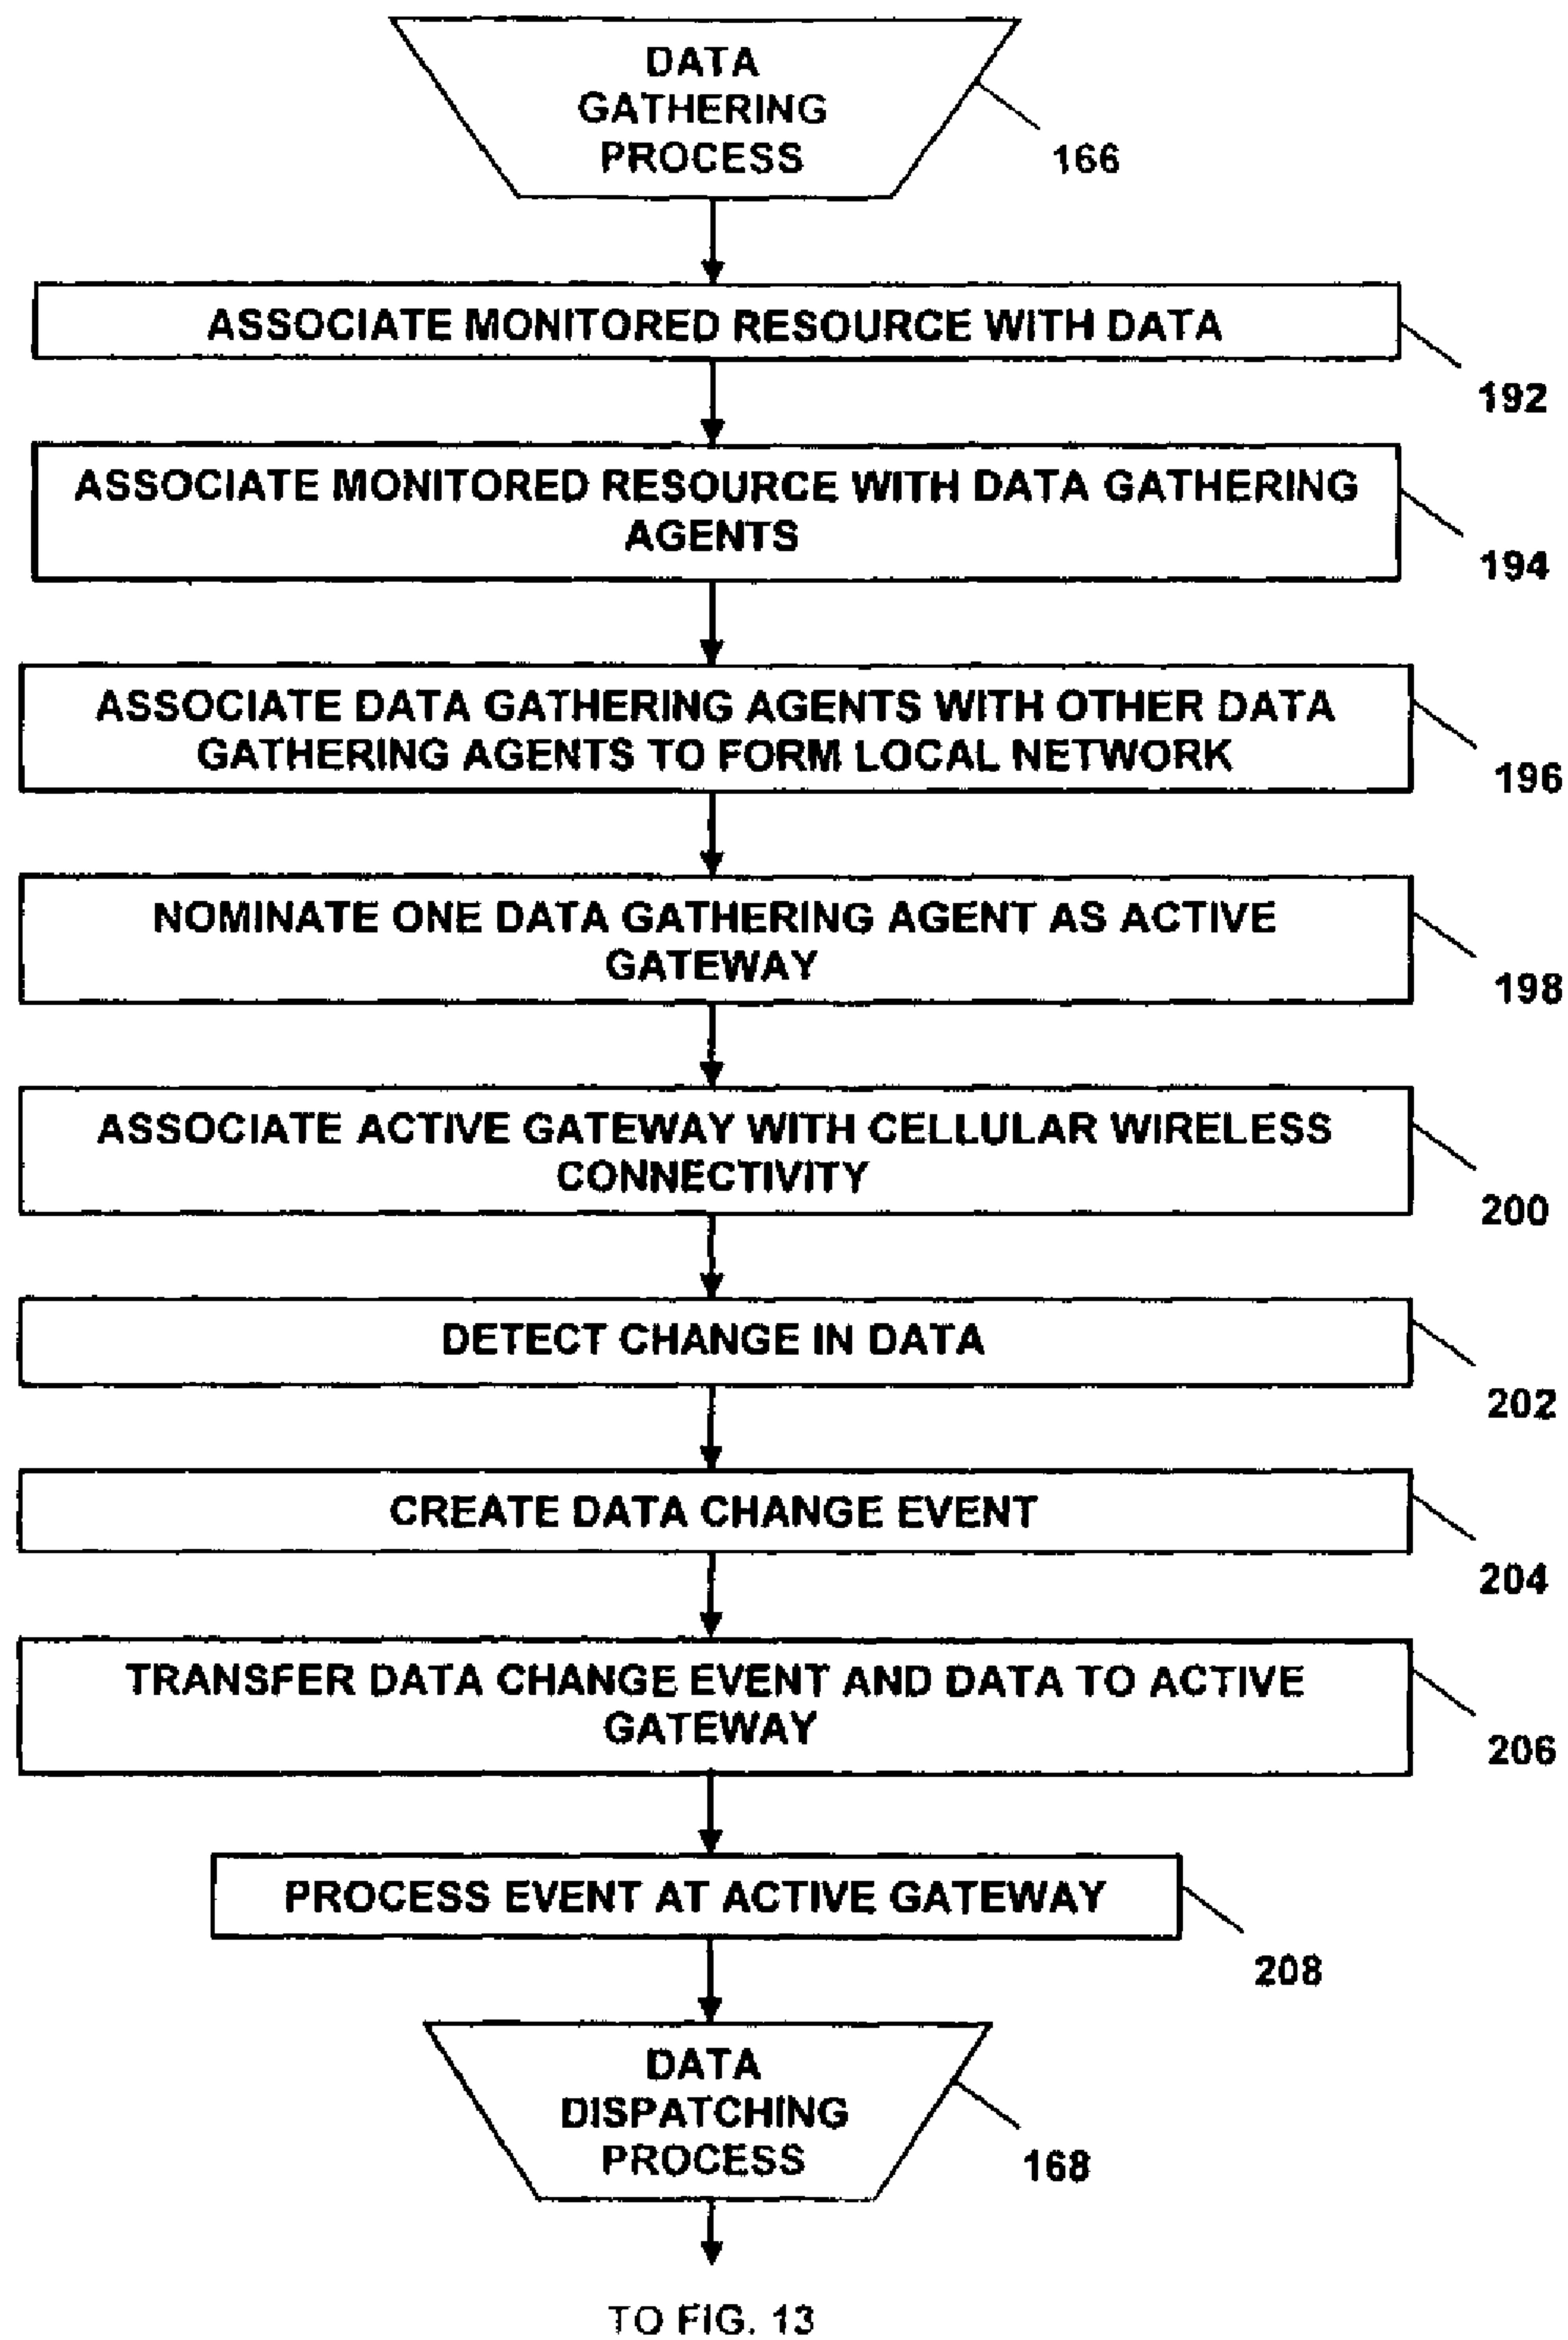 DATA
GATHERING
PROCESS
166
ASSOCIATE MONITORED RESOURCE WITH DATA
192
ASSOCIATE MONITORED RESOURCE WITH DATA GATHERING
AGENTS
194
ASSOCIATE DATA GATHERING AGENTS WITH OTHER DATA
GATHERING AGENTS TO FORM LOCAL NETWORK
196
NOMINATE ONE DATA GATHERING AGENT AS ACTIVE
GATEWAY
198
ASSOCIATE ACTIVE GATEWAY WITH CELLULAR WIRELESS
CONNECTIVITY
200
DETECT CHANGE IN DATA
202
CREATE DATA CHANGE EVENT
204
TRANSFER DATA CHANGE EVENT AND DATA TO ACTIVE
GATEWAY
206
PROCESS EVENT AT ACTIVE GATEWAY
208
DATA
DISPATCHING
PROCESS
168
TO FIG. 13